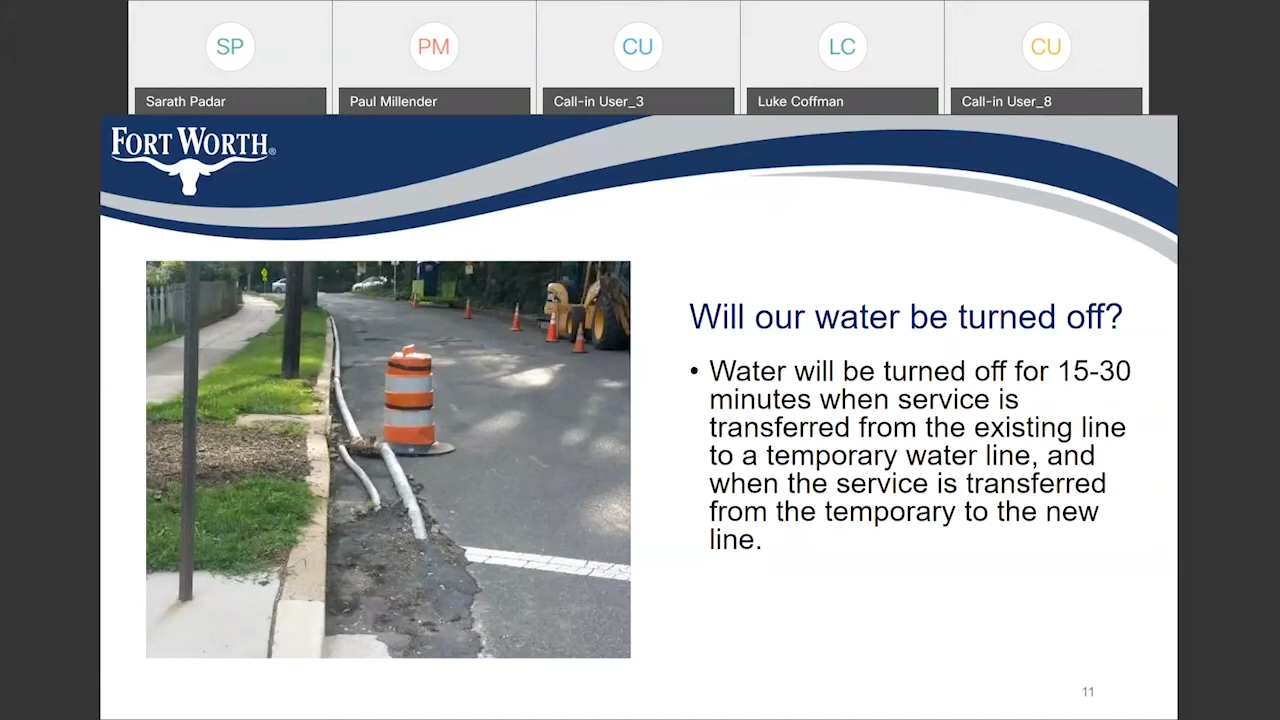 SP
PM
CU
LC
CU
Sarath Padar
Paul Millender
Call-in User_3
Luke Coffman
Call-in User_8
FORT WORTH®
Will our water be turned off?
• Water will be turned off for 15-30
minutes when service is
transferred from the existing line
to a temporary water line, and
when the service is transferred
from the temporary to the new
line.
11